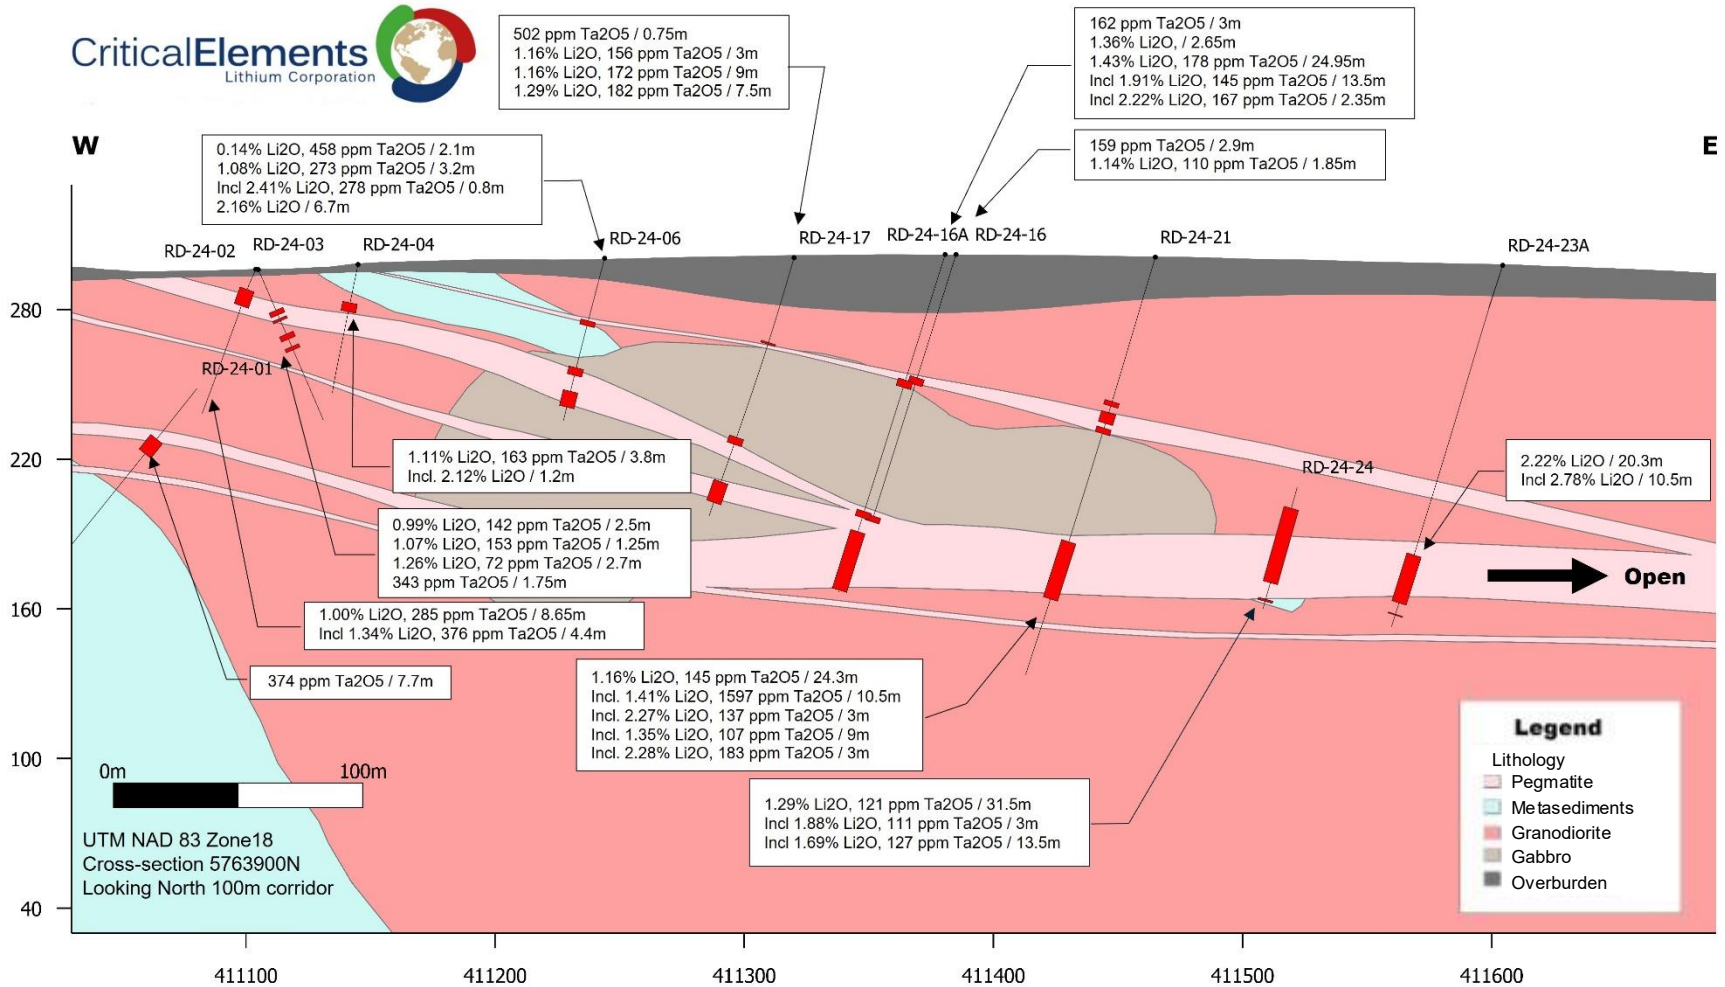 CriticalElements
Lithium Corporation
502 ppm Ta2O5 / 0.75m
1.16% Li2O, 156 ppm Ta2O5 / 3m
1.16% Li2O, 172 ppm Ta2O5 / 9m
1.29% Li2O, 182 ppm Ta2O5 / 7.5m
162 ppm Ta2O5 / 3m
1.36% Li2O, / 2.65m
1.43% Li2O, 178 ppm Ta2O5 / 24.95m
Incl 1.91% Li2O, 145 ppm Ta2O5 / 13.5m
Incl 2.22% Li2O, 167 ppm Ta2O5 / 2.35m
W
E
0.14% Li2O, 458 ppm Ta2O5 / 2.1m
1.08% Li2O, 273 ppm Ta2O5 / 3.2m
Incl 2.41% Li2O, 278 ppm Ta2O5 / 0.8m
2.16% Li2O / 6.7m
159 ppm Ta2O5 / 2.9m
1.14% Li2O, 110 ppm Ta2O5 / 1.85m
RD-24-02
RD-24-03
RD-24-04
RD-24-06
RD-24-17
RD-24-16A
RD-24-16
RD-24-21
RD-24-23A
280
RD-24-01
220
1.11% Li2O, 163 ppm Ta2O5 / 3.8m
Incl. 2.12% Li2O / 1.2m
RD-24-24
2.22% Li2O / 20.3m
Incl 2.78% Li2O / 10.5m
0.99% Li2O, 142 ppm Ta2O5 / 2.5m
1.07% Li2O, 153 ppm Ta2O5 / 1.25m
1.26% Li2O, 72 ppm Ta2O5 / 2.7m
343 ppm Ta2O5 / 1.75m
Open
160
1.00% Li2O, 285 ppm Ta2O5 / 8.65m
Incl 1.34% Li2O, 376 ppm Ta2O5 / 4.4m
374 ppm Ta2O5 / 7.7m
1.16% Li2O, 145 ppm Ta2O5 / 24.3m
Incl. 1.41% Li2O, 1597 ppm Ta2O5 / 10.5m
Incl. 2.27% Li2O, 137 ppm Ta2O5 / 3m
Incl. 1.35% Li2O, 107 ppm Ta2O5 / 9m
Incl. 2.28% Li2O, 183 ppm Ta2O5 / 3m
100
0m
100m
1.29% Li2O, 121 ppm Ta2O5 / 31.5m
Incl 1.88% Li2O, 111 ppm Ta2O5 / 3m
Incl 1.69% Li2O, 127 ppm Ta2O5 / 13.5m
UTM NAD 83 Zone18
Cross-section 5763900N
Looking North 100m corridor
Legend
Lithology
Pegmatite
Metasediments
Granodiorite
Gabbro
Overburden
40
411100
411200
411300
411400
411500
411600